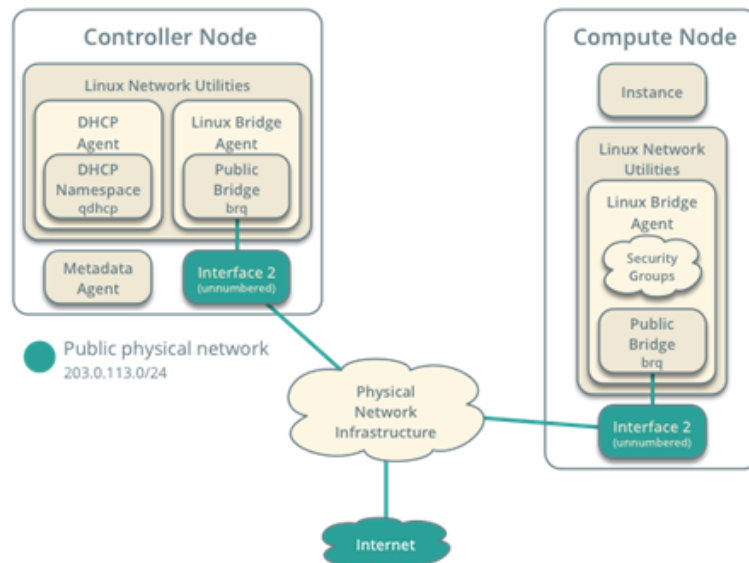 Controller Node
Linux Network Utilities
DHCP
Agent
DHCP
Namespace
qdhcp
Linux Bridge
Agent
Public
Bridge
brq
Metadata
Agent
Interface 2
(unnumbered)
Public physical network
203.0.113.0/24
Physical
Network
Infrastructure
Internet
Compute Node
Instance
Linux Network
Utilities
Linux Bridge
Agent
Security
Groups
Public
Bridge
brq
Interface 2
(unnumbered)